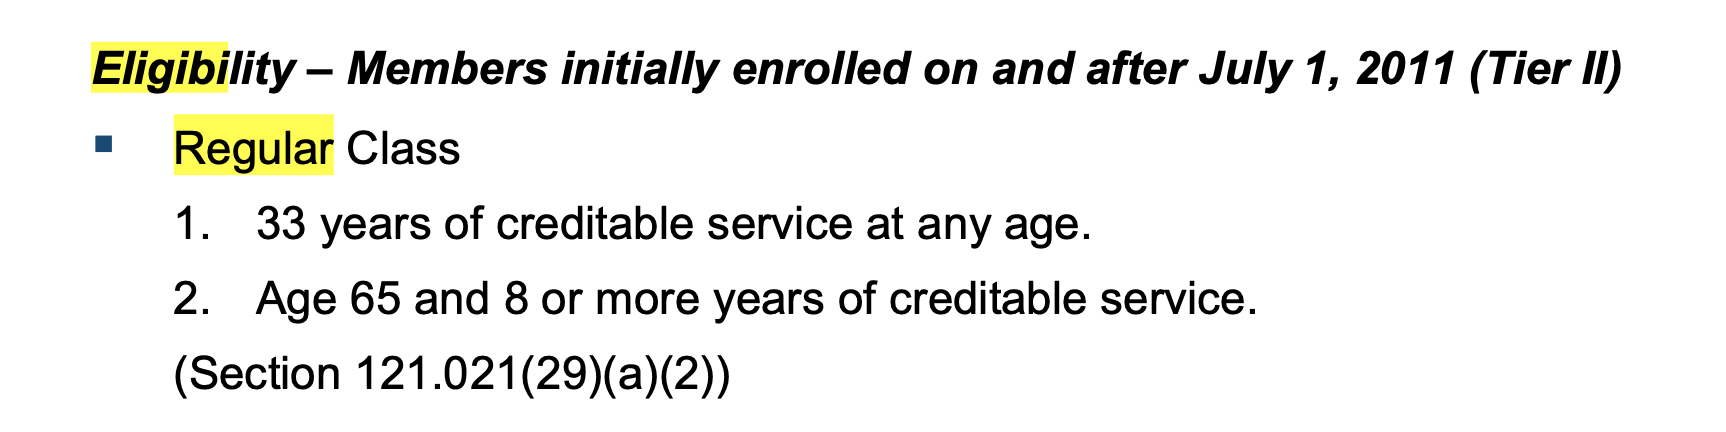 Eligibility – Members initially enrolled on and after July 1, 2011 (Tier II)
▪ Regular Class
1. 33 years of creditable service at any age.
2. Age 65 and 8 or more years of creditable service.
(Section 121.021(29)(a)(2))